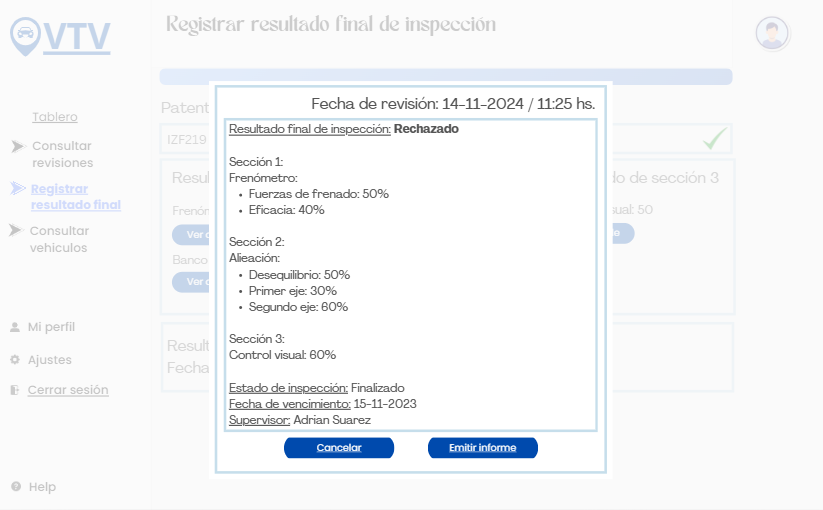 VTV
Registrar resultado final de inspección
Tablero
Consultar
revisiones
Registrar
resultado final
Consultar
vehiculos
Mi perfil
Ajustes
Cerrar sesión
Help
Patent
IZF219
Resul
Frenóm
Ver
Banco
Ver
do de sección 3
sual: 50
Result
Fecha
Fecha de revisión: 14-11-2024 / 11:25 hs.
Resultado final de inspección: Rechazado
Sección 1:
Frenómetro:
• Fuerzas de frenado: 50%
• Eficacia: 40%
Sección 2:
Alieación:
• Desequilibrio: 50%
• Primer eje: 30%
• Segundo eje: 60%
Sección 3:
Control visual: 60%
Estado de inspección: Finalizado
Fecha de vencimiento: 15-11-2023
Supervisor: Adrian Suarez
Cancelar
Emitir informe